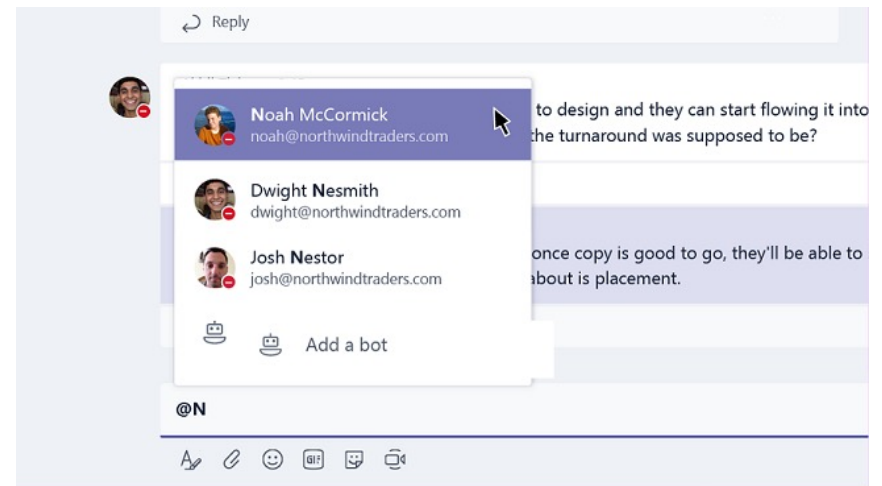 Reply
Noah McCormick
noah@northwindtraders.com
to design and they can start flowing it into
the turnaround was supposed to be?
Dwight Nesmith
dwight@northwindtraders.com
Josh Nestor
josh@northwindtraders.com
once copy is good to go, they'll be able to
about is placement.
Add a bot
@N
GIF